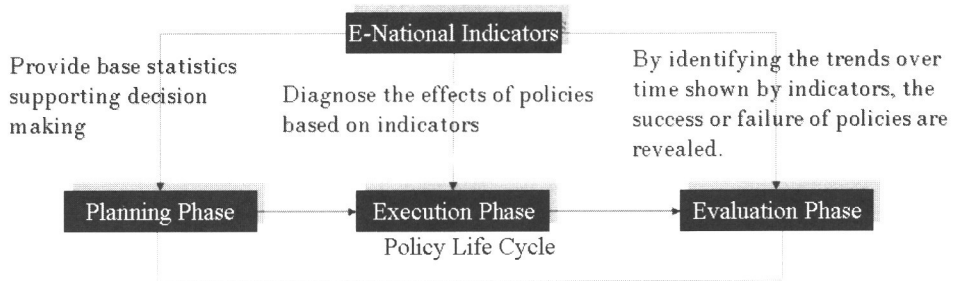 E-National Indicators
Provide base statistics
supporting decision
making
Diagnose the effects of policies
based on indicators
By identifying the trends over
time shown by indicators, the
success or failure of policies are
revealed.
Planning Phase
Execution Phase
Evaluation Phase
Policy Life Cycle